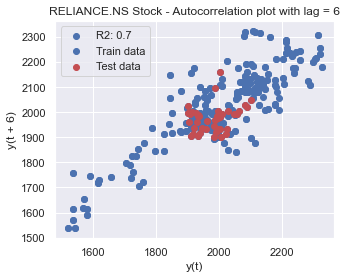 RELIANCE.NS Stock - Autocorrelation plot with lag = 6
R2: 0.7
Train data
Test data
2300
2200
2100
2000
1900
1800
1700
1600
1500
y(t + 6)
1600
1800
2000
2200
y(t)